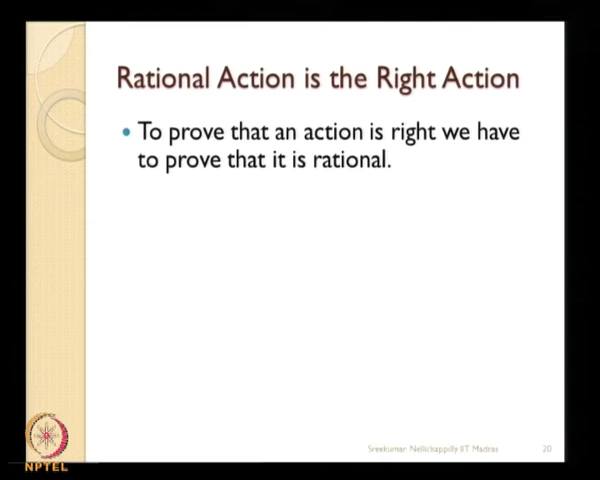 Rational Action is the Right Action
To prove that an action is right we have
to prove that it is rational.
Sreekumar Nellickappilly IIT Madras
20
NPTEL